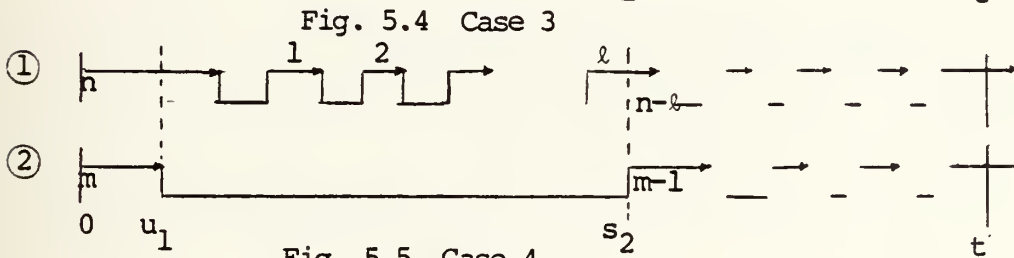 Fig. 5.4 Case 3
① n 1 2 ℓ n-ℓ
② m m-1
0 u₁ s₂ t
Fig. 5.5 Case 4